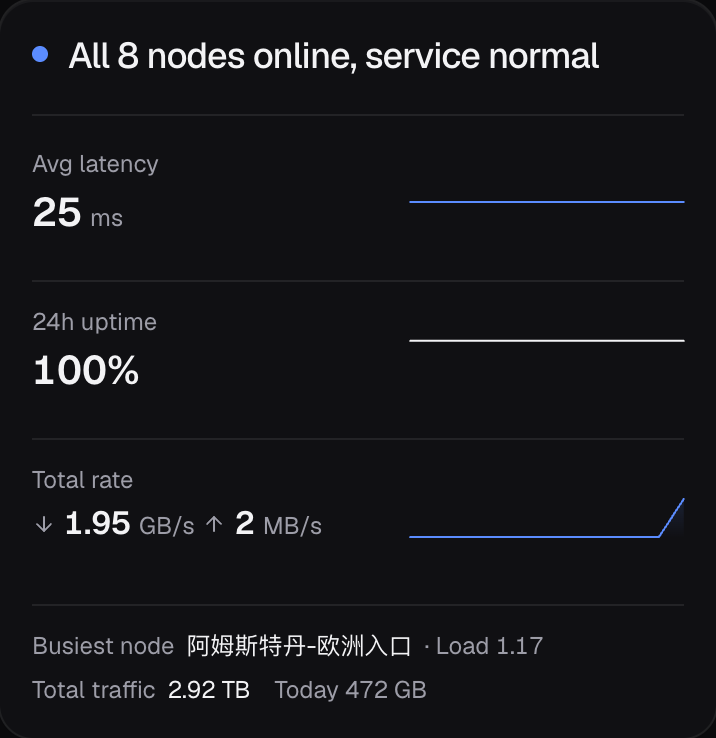 All 8 nodes online, service normal
Avg latency
25 ms
24h uptime
100%
Total rate
↓ 1.95 GB/s ↑ 2 MB/s
Busiest node 阿姆斯特丹-欧洲入口 · Load 1.17
Total traffic 2.92 TB Today 472 GB